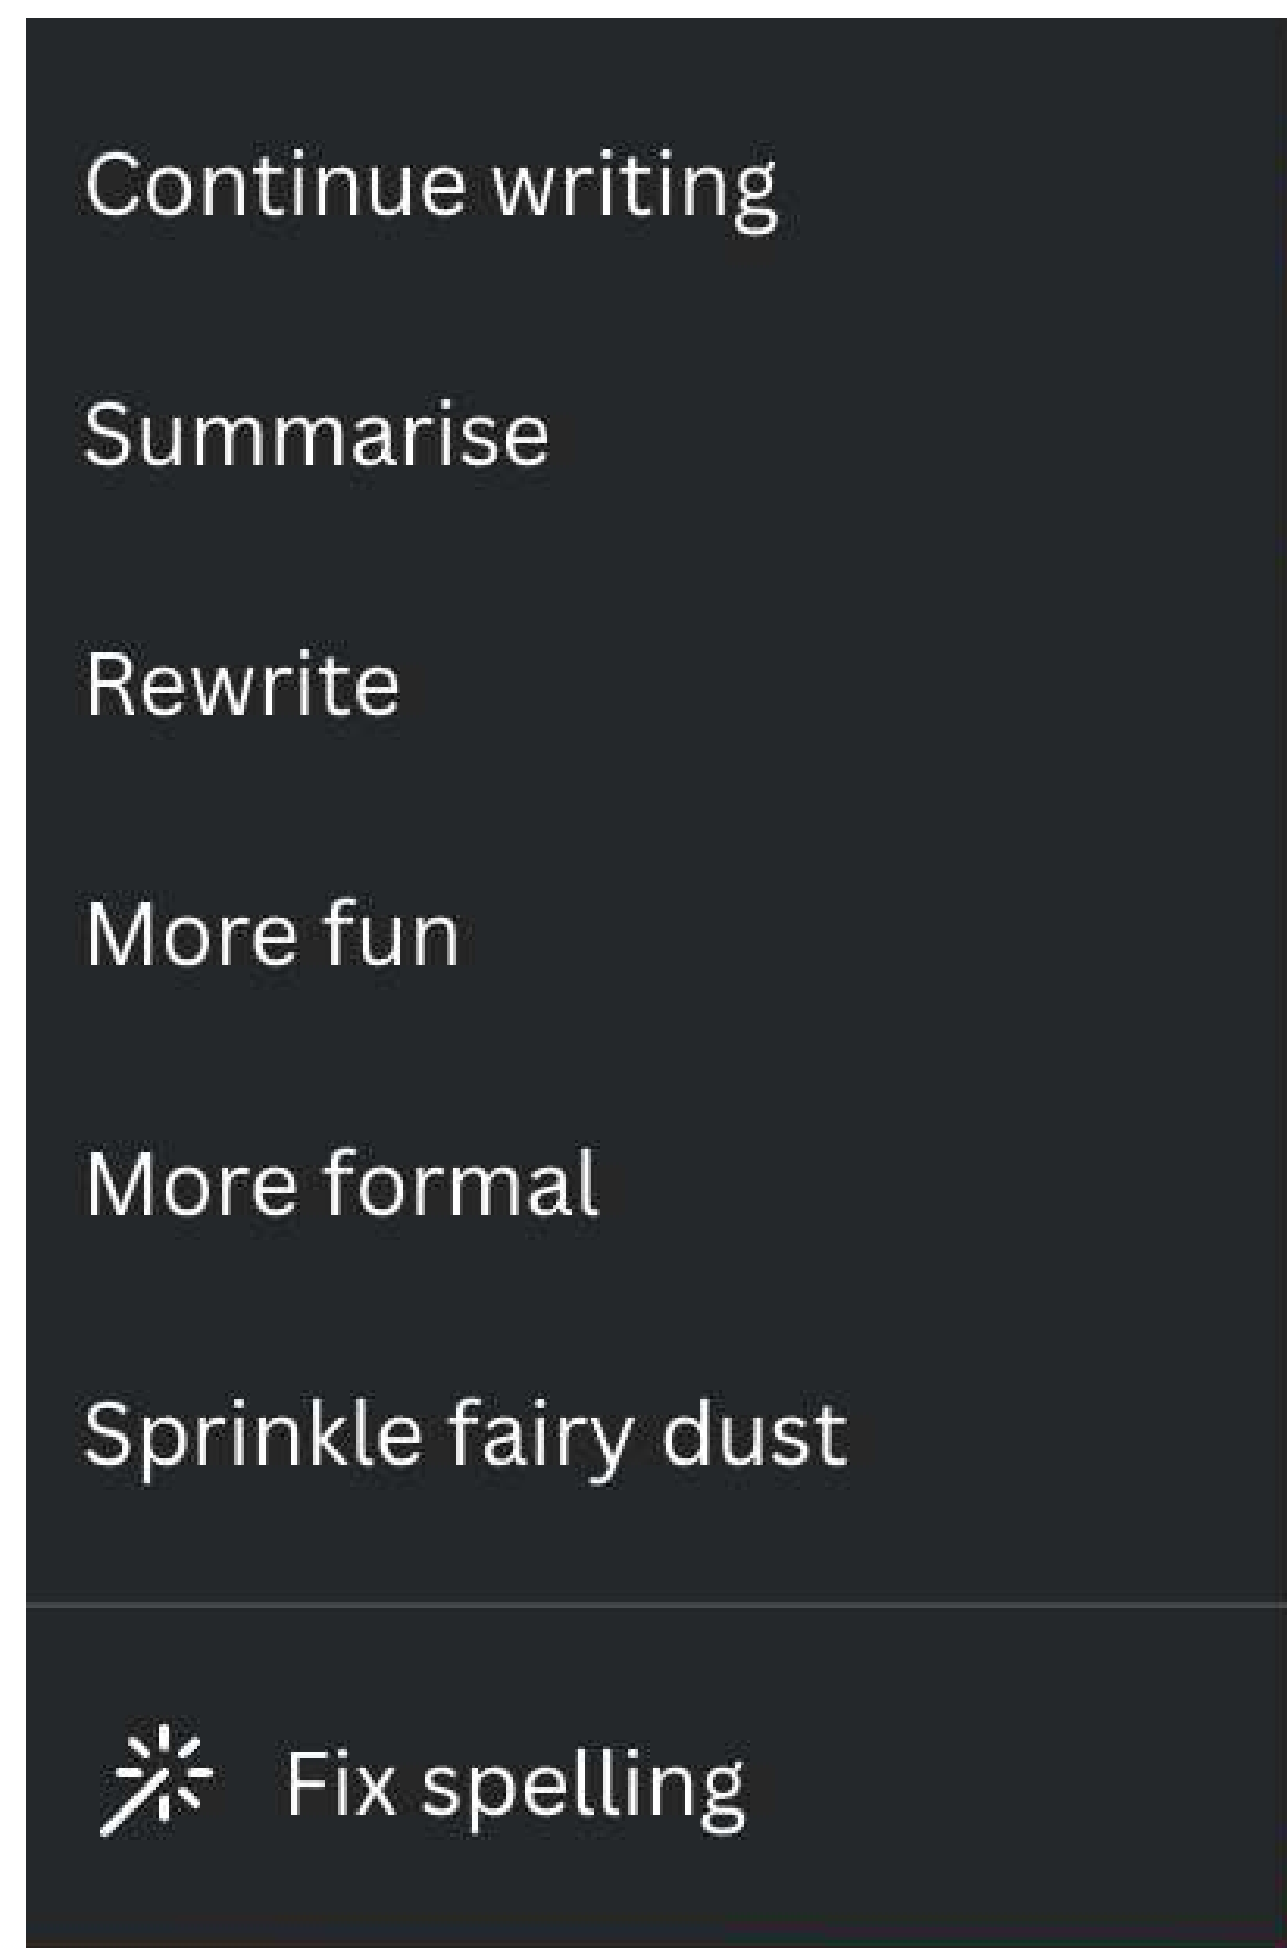 Continue writing
Summarise
Rewrite
More fun
More formal
Sprinkle fairy dust
Fix spelling